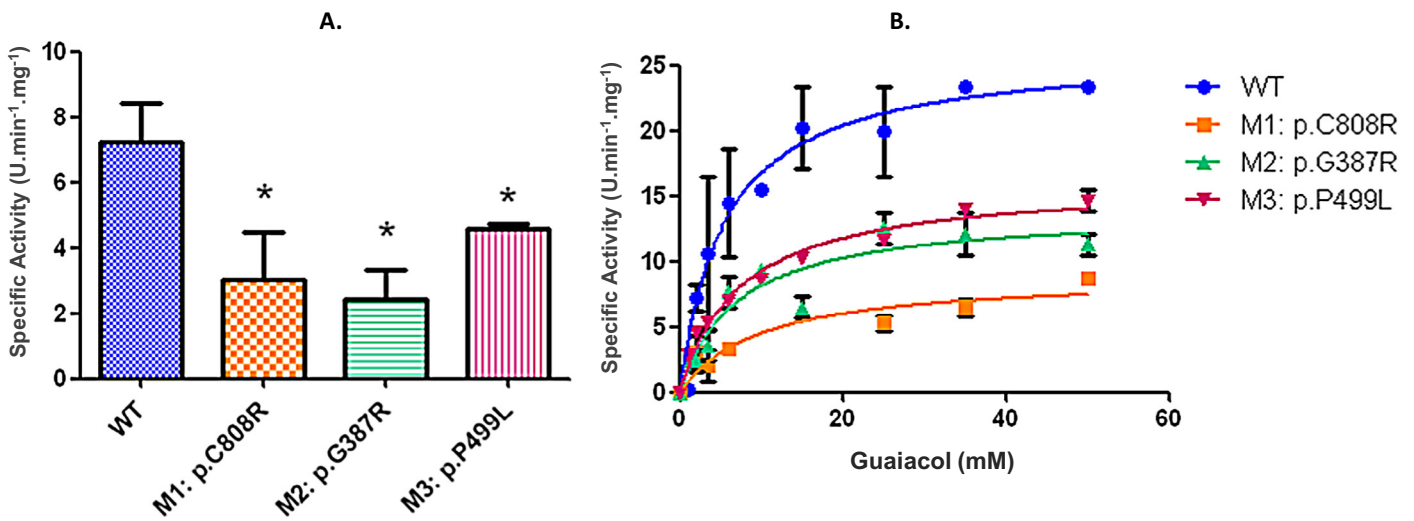 A.
Specific Activity (U.min⁻¹.mg⁻¹)
10
8
6
4
2
0
*
*
*
WT
M1: p.C808R
M2: p.G387R
M3: p.P499L
B.
Specific Activity (U.min⁻¹.mg⁻¹)
25
20
15
10
5
0
0
20
40
60
Guaiacol (mM)
WT
M1: p.C808R
M2: p.G387R
M3: p.P499L